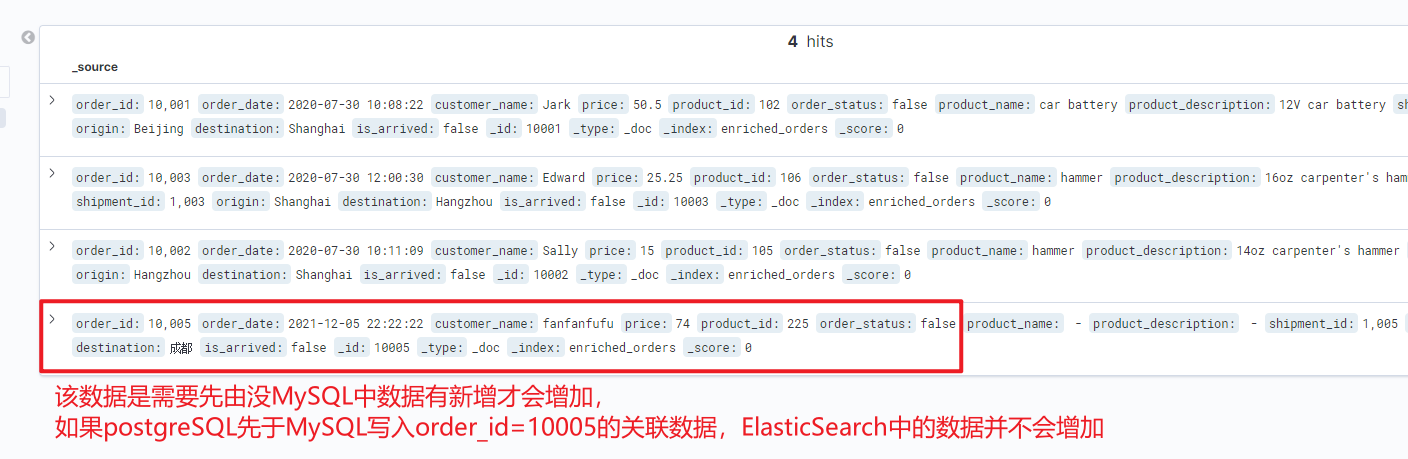 4 hits
_source
order_id: 10,001 order_date: 2020-07-30 10:08:22 customer_name: Jark price: 50.5 product_id: 102 order_status: false product_name: car battery product_description: 12V car battery
origin: Beijing destination: Shanghai is_arrived: false _id: 10001 _type: _doc _index: enriched_orders _score: 0
order_id: 10,003 order_date: 2020-07-30 12:00:30 customer_name: Edward price: 25.25 product_id: 106 order_status: false product_name: hammer product_description: 16oz carpenter's ham
shipment_id: 1,003 origin: Shanghai destination: Hangzhou is_arrived: false _id: 10003 _type: _doc _index: enriched_orders _score: 0
order_id: 10,002 order_date: 2020-07-30 10:11:09 customer_name: Sally price: 15 product_id: 105 order_status: false product_name: hammer product_description: 14oz carpenter's hammer
origin: Hangzhou destination: Shanghai is_arrived: false _id: 10002 _type: _doc _index: enriched_orders _score: 0
order_id: 10,005 order_date: 2021-12-05 22:22:22 customer_name: fanfanfufu price: 74 product_id: 225 order_status: false product_name: - product_description: - shipment_id: 1,005
destination: 成都 is_arrived: false _id: 10005 _type: _doc _index: enriched_orders _score: 0
该数据是需要先由没MySQL中数据有新增才会增加，
如果postgreSQL先于MySQL写入order_id=10005的关联数据，ElasticSearch中的数据并不会增加